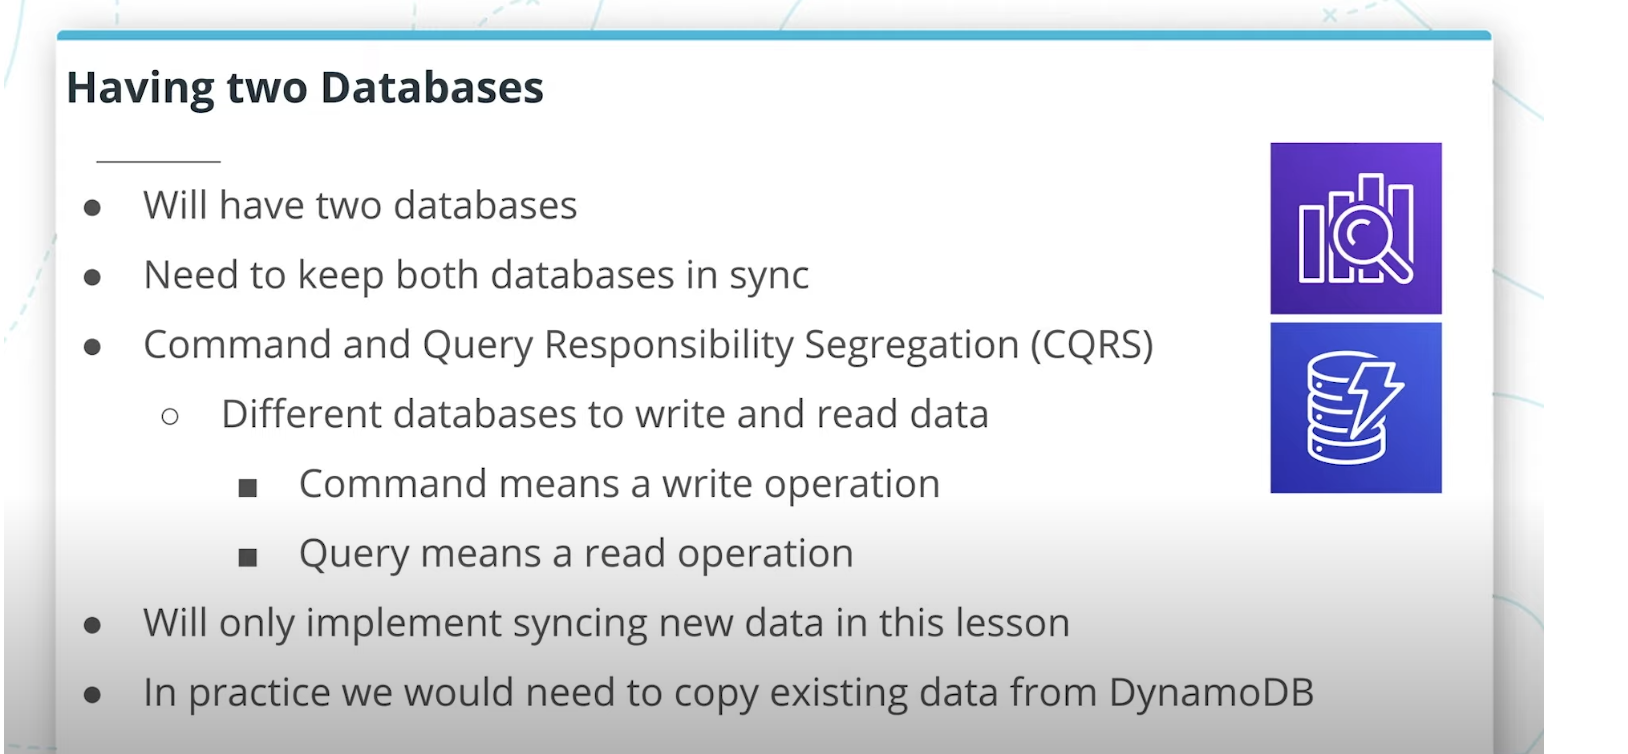 Having two Databases
● Will have two databases
● Need to keep both databases in sync
● Command and Query Responsibility Segregation (CQRS)
○ Different databases to write and read data
■ Command means a write operation
■ Query means a read operation
● Will only implement syncing new data in this lesson
● In practice we would need to copy existing data from DynamoDB